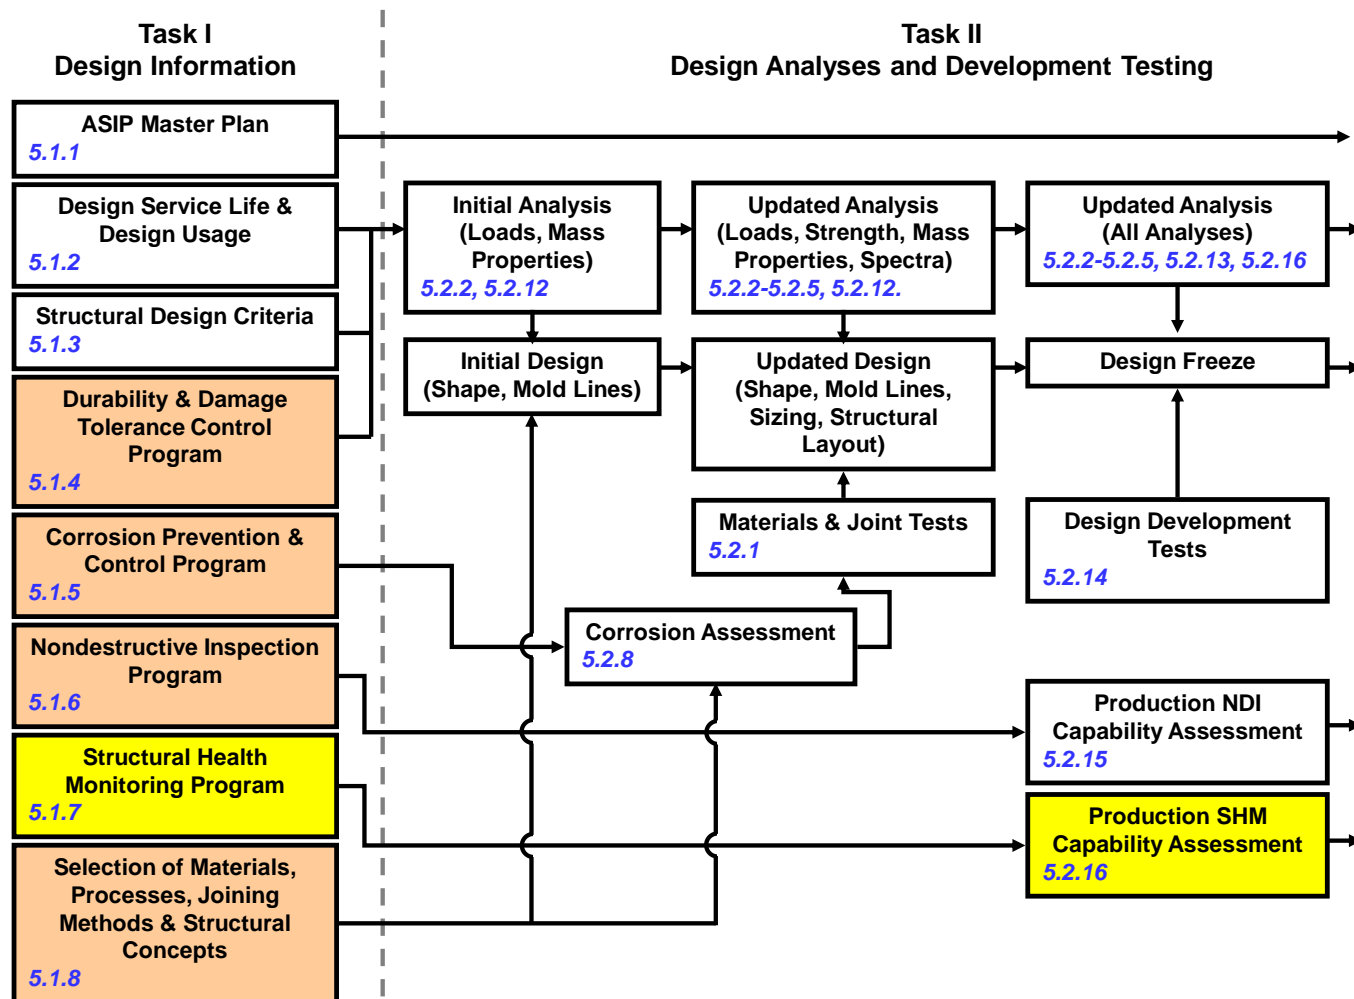 Task I
Design Information
Task II
Design Analyses and Development Testing
ASIP Master Plan
5.1.1
Design Service Life &
Design Usage
5.1.2
Structural Design Criteria
5.1.3
Durability & Damage
Tolerance Control
Program
5.1.4
Corrosion Prevention &
Control Program
5.1.5
Nondestructive Inspection
Program
5.1.6
Structural Health
Monitoring Program
5.1.7
Selection of Materials,
Processes, Joining
Methods & Structural
Concepts
5.1.8
Initial Analysis
(Loads, Mass
Properties)
5.2.2, 5.2.12
Updated Analysis
(Loads, Strength, Mass
Properties, Spectra)
5.2.2-5.2.5, 5.2.12.
Updated Analysis
(All Analyses)
5.2.2-5.2.5, 5.2.13, 5.2.16
Initial Design
(Shape, Mold Lines)
Updated Design
(Shape, Mold Lines,
Sizing, Structural
Layout)
Design Freeze
Materials & Joint Tests
5.2.1
Design Development
Tests
5.2.14
Corrosion Assessment
5.2.8
Production NDI
Capability Assessment
5.2.15
Production SHM
Capability Assessment
5.2.16